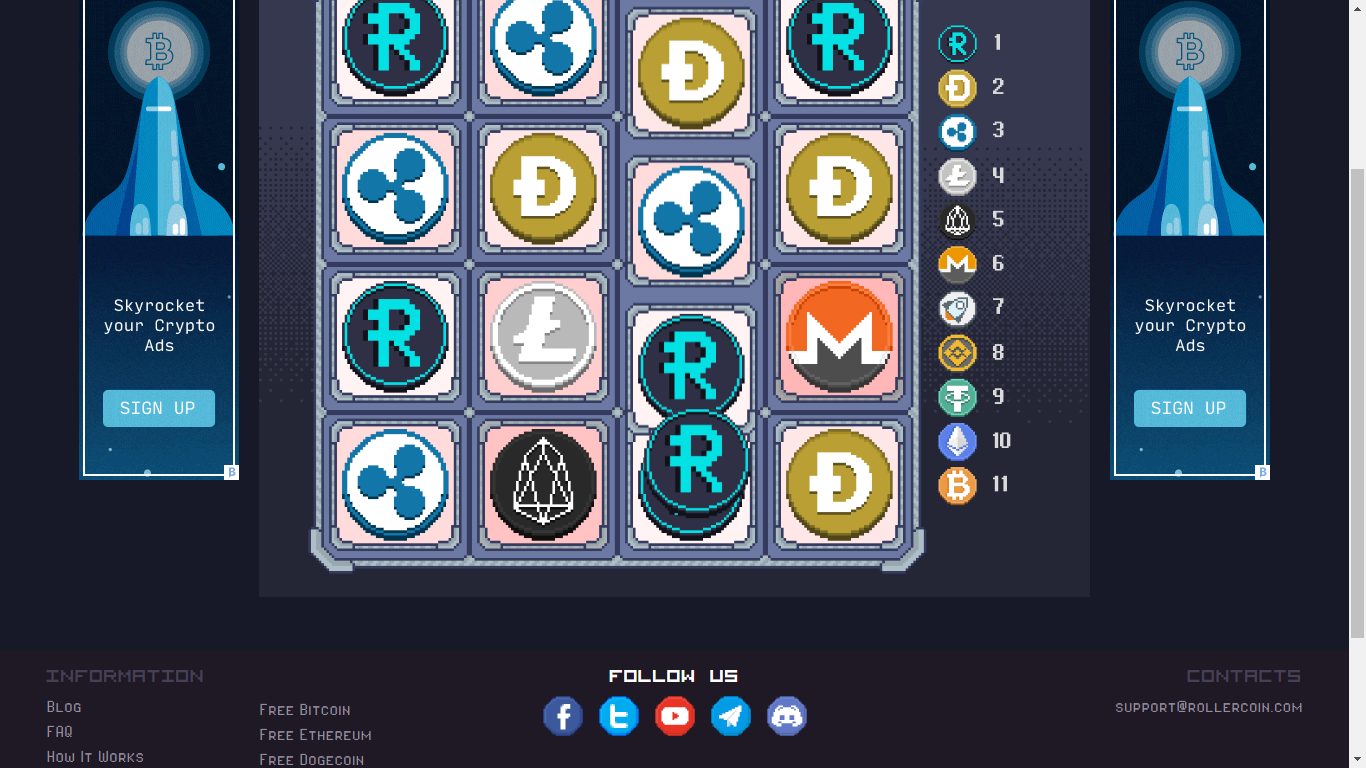 Skyrocket
your Crypto
Ads
SIGN UP
1
2
3
4
5
6
7
8
9
10
11
Skyrocket
your Crypto
Ads
SIGN UP
INFORMATION
Blog
FAQ
How It Works
Free Bitcoin
Free Ethereum
Free Dogecoin
FOLLOW US
CONTACTS
support@rollercoin.com